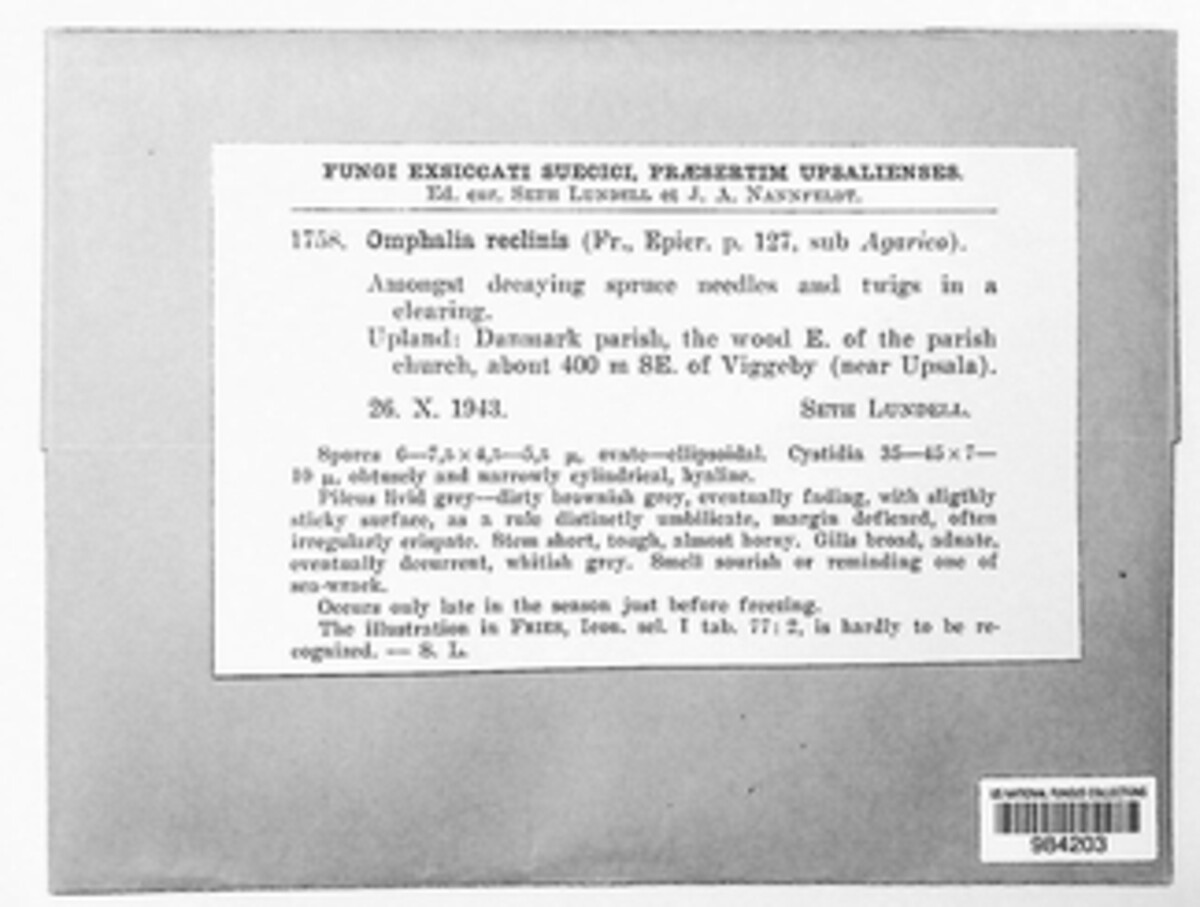 FUNGI EXSICCATI SUECICI, PRÆSERTIM UPSALIENSES.
Ed. cur. SETH LUNDELL et J. A. NANNFELDT.
1758. Omphalia reclinis (Fr., Epicr. p. 127, sub Agarico).
Amongst decaying spruce needles and twigs in a
clearing.
Upland: Danmark parish, the wood E. of the parish
church, about 400 m SE. of Viggeby (near Upsala).
26. X. 1943. SETH LUNDELL.
Spores 6—7,5×4,5—5,5 µ, ovate—ellipsoidal. Cystidia 35—45×7—
10 µ, obtusely and narrowly cylindrical, hyaline.
Pileus livid grey—dirty brownish grey, eventually fading, with sligthly
sticky surface, as a rule distinctly umbilicate, margin deflexed, often
irregularly crispate. Stem short, tough, almost horny. Gills broad, adnate,
eventually decurrent, whitish grey. Smell sourish or reminding one of
sea-wrack.
Occurs only late in the season just before freezing.
The illustration in FRIES, Icon. sel. I tab. 77: 2, is hardly to be re-
cognized. — S. L.
US NATIONAL FUNGUS COLLECTIONS
984203